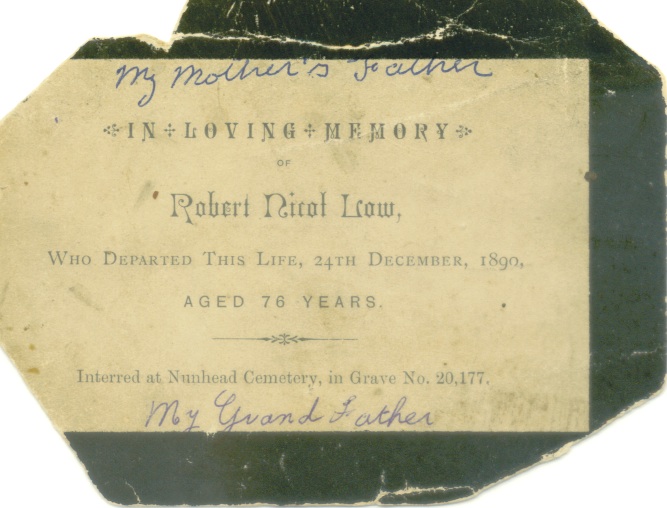 My Mother's Father
IN LOVING MEMORY
OF
Robert Nicol Low,
WHO DEPARTED THIS LIFE, 24TH DECEMBER, 1890,
AGED 76 YEARS.
Interred at Nunhead Cemetery, in Grave No. 20,177.
My Grand Father